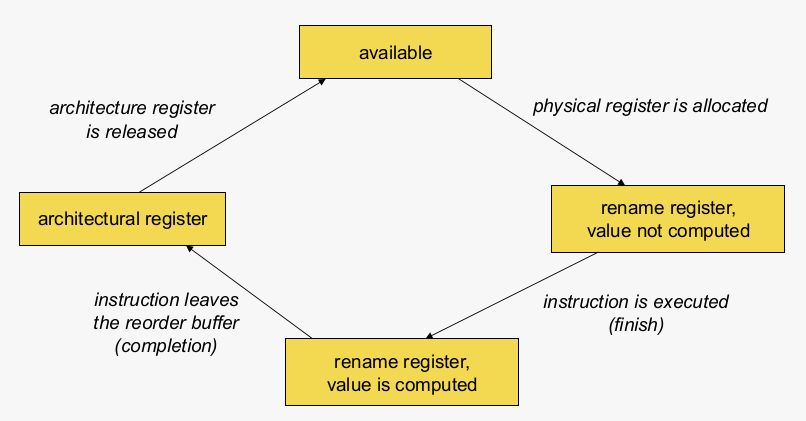 available
architecture register
is released
physical register is allocated
architectural register
rename register,
value not computed
instruction leaves
the reorder buffer
(completion)
instruction is executed
(finish)
rename register,
value is computed